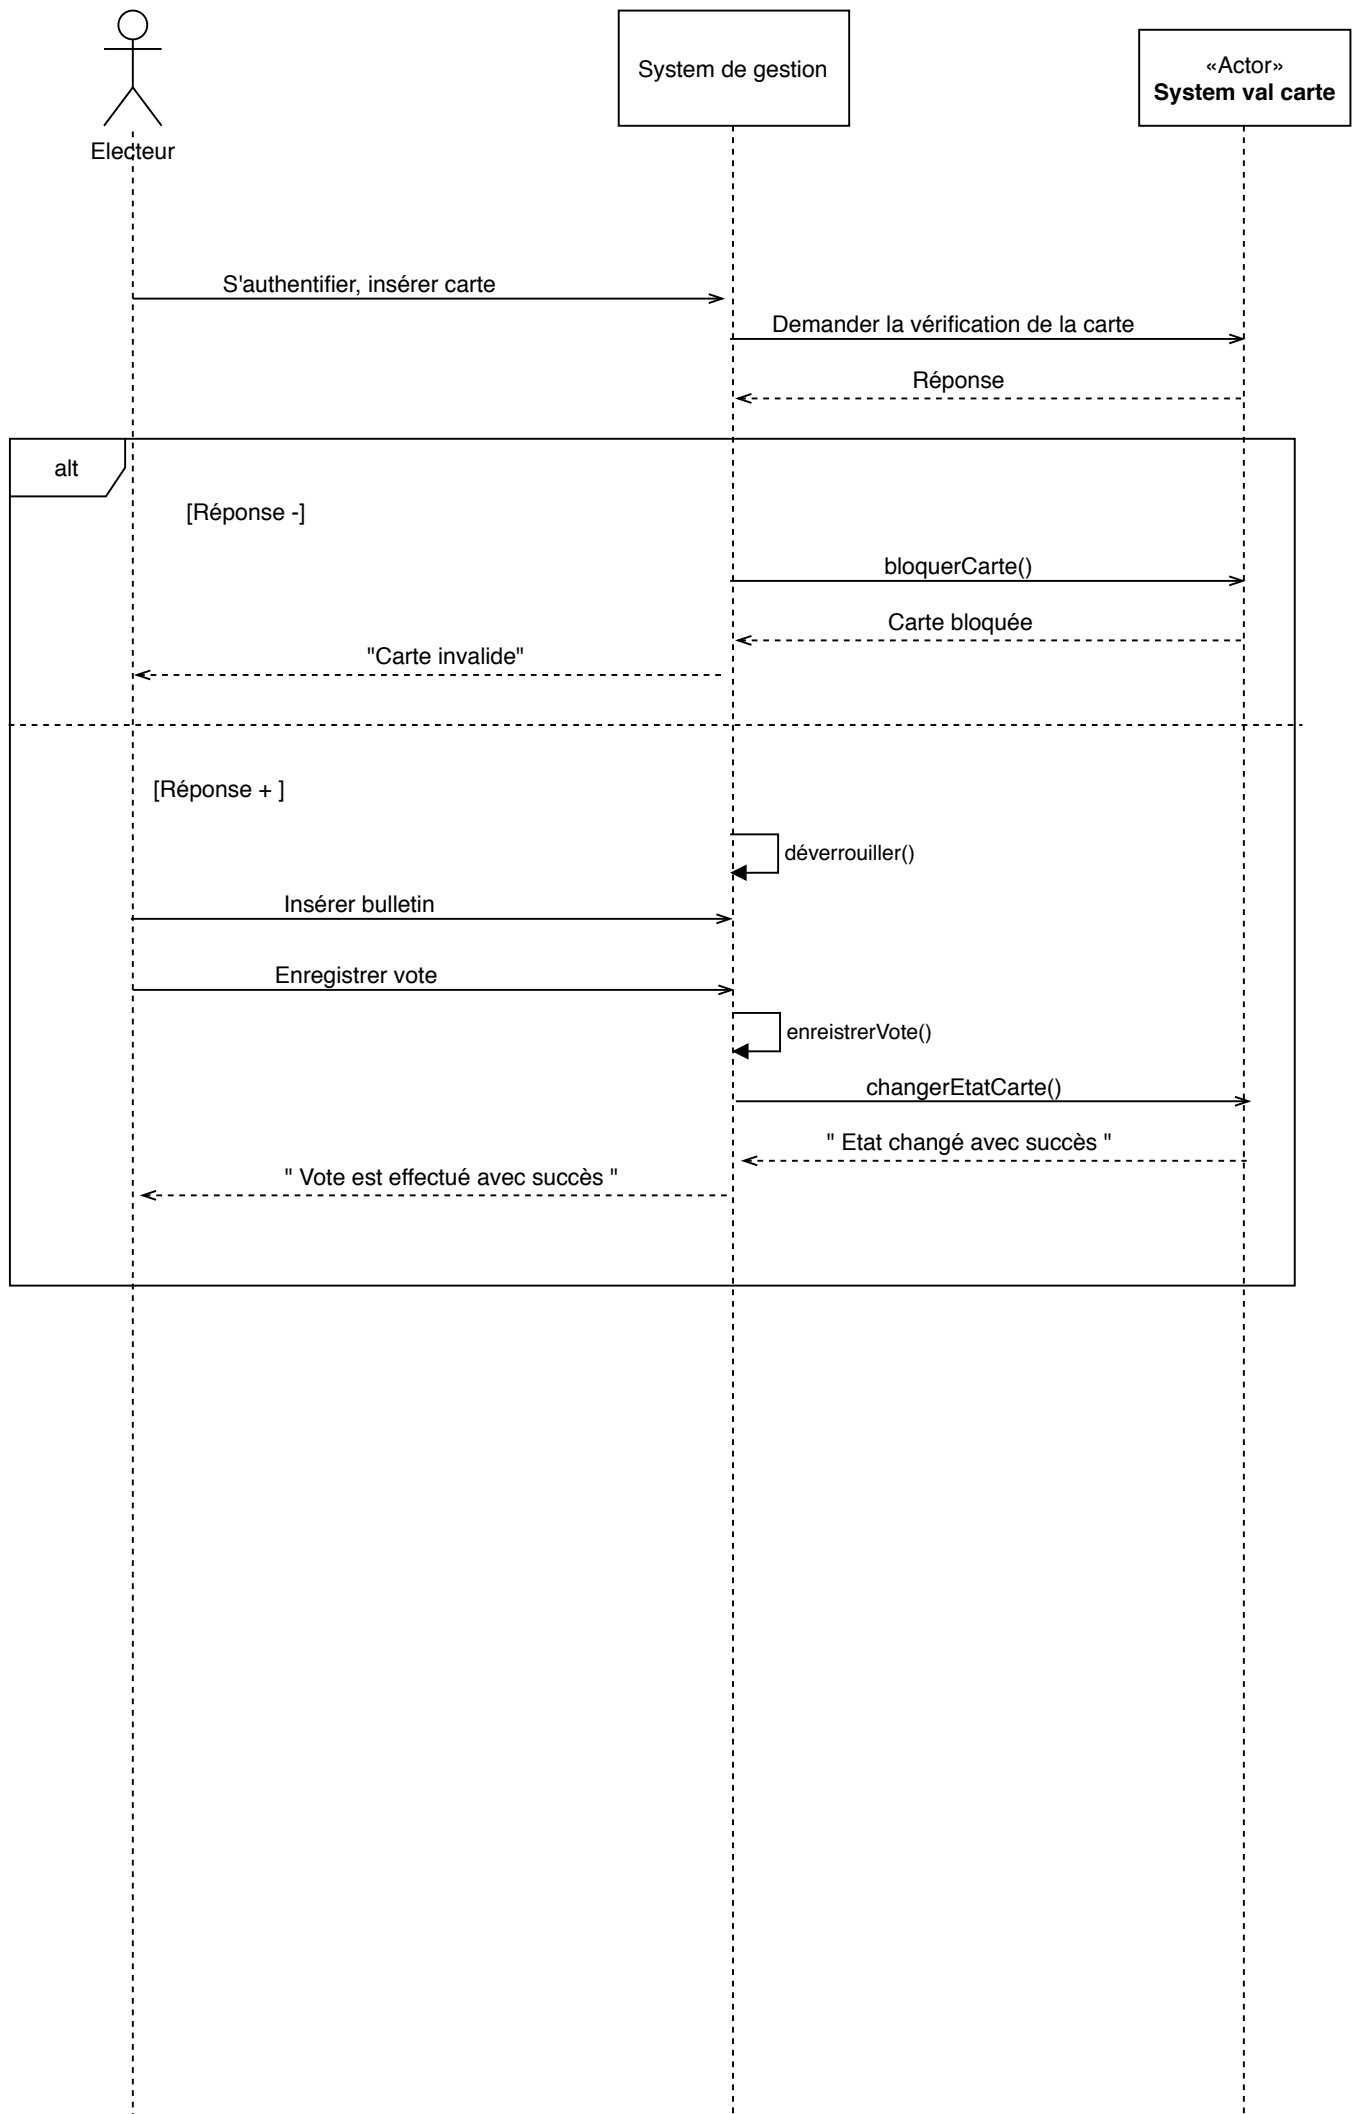 Electeur
System de gestion
«Actor»
System val carte
S'authentifier, insérer carte
Demander la vérification de la carte
Réponse
alt
[Réponse -]
bloquerCarte()
Carte bloquée
"Carte invalide"
[Réponse + ]
déverrouiller()
Insérer bulletin
Enregistrer vote
enreistrerVote()
changerEtatCarte()
" Etat changé avec succès "
" Vote est effectué avec succès "